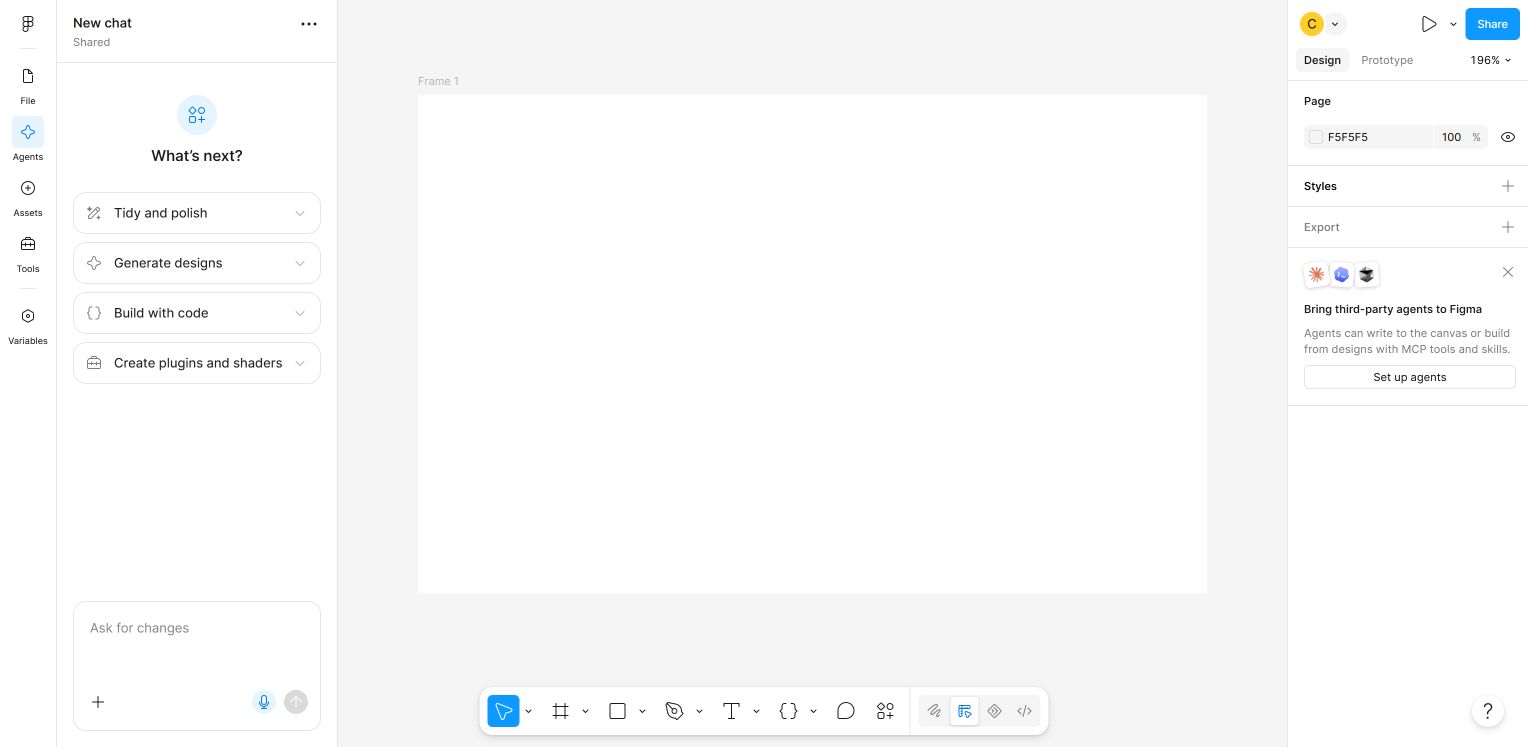 New chat
Shared
File
Agents
Assets
Tools
Variables
What's next?
Tidy and polish
Generate designs
Build with code
Create plugins and shaders
Ask for changes
Frame 1
C
Share
Design
Prototype
196%
Page
F5F5F5
100
%
Styles
Export
Bring third-party agents to Figma
Agents can write to the canvas or build
from designs with MCP tools and skills.
Set up agents
?